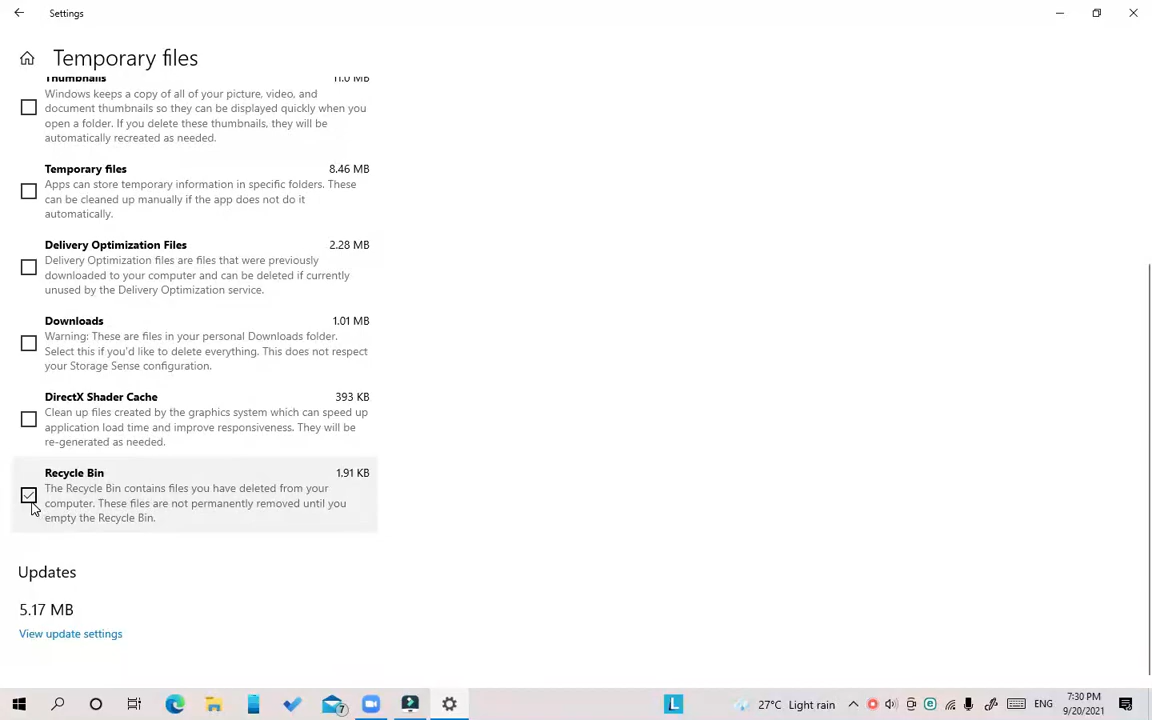 Settings
Temporary files
Thumbnails 11.0 MB
Windows keeps a copy of all of your picture, video, and
document thumbnails so they can be displayed quickly when you
open a folder. If you delete these thumbnails, they will be
automatically recreated as needed.
Temporary files 8.46 MB
Apps can store temporary information in specific folders. These
can be cleaned up manually if the app does not do it
automatically.
Delivery Optimization Files 2.28 MB
Delivery Optimization files are files that were previously
downloaded to your computer and can be deleted if currently
unused by the Delivery Optimization service.
Downloads 1.01 MB
Warning: These are files in your personal Downloads folder.
Select this if you'd like to delete everything. This does not respect
your Storage Sense configuration.
DirectX Shader Cache 393 KB
Clean up files created by the graphics system which can speed up
application load time and improve responsiveness. They will be
re-generated as needed.
Recycle Bin 1.91 KB
The Recycle Bin contains files you have deleted from your
computer. These files are not permanently removed until you
empty the Recycle Bin.
Updates
5.17 MB
View update settings
7 L 27°C Light rain ENG 7:30 PM
9/20/2021